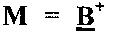 M = B⁺